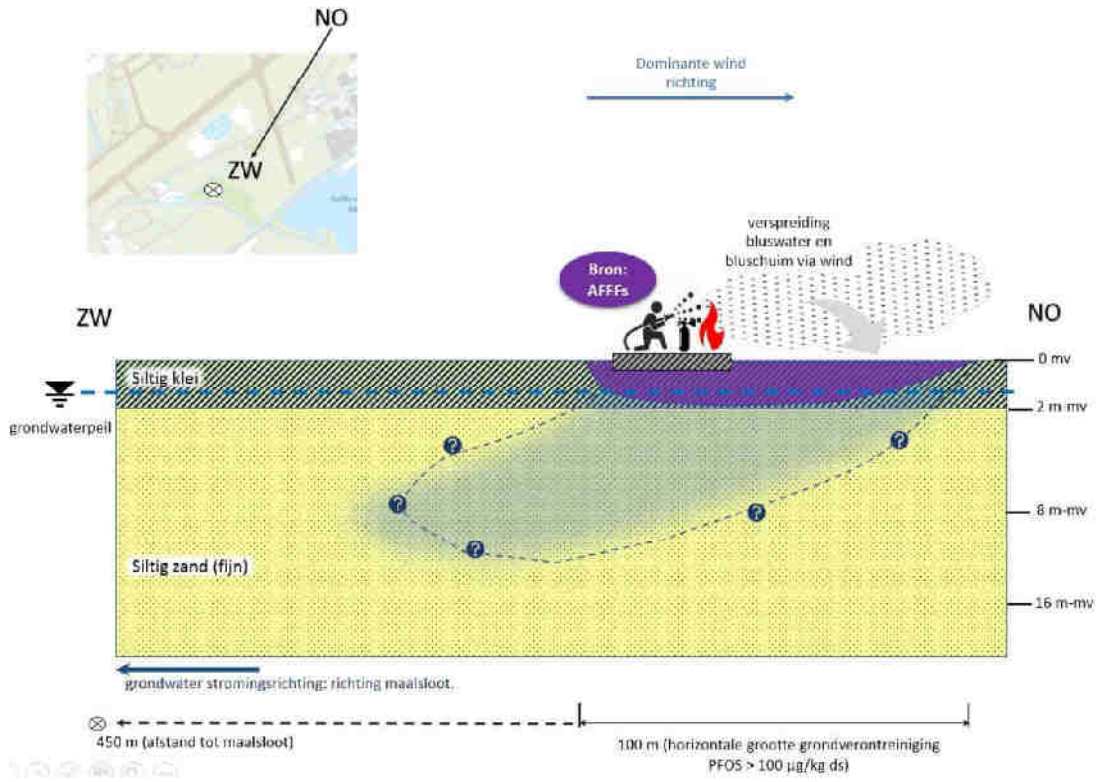 NO
ZW
Dominante wind
richting
verspreiding
bluswater en
bluschuim via wind
Bron:
AFFFs
ZW
NO
0 mv
Siltig klei
2 m-mv
grondwaterpeil
?
?
?
?
8 m-mv
?
Siltig zand (fijn)
16 m-mv
grondwater stromingsrichting: richting maalsloot.
450 m (afstand tot maalsloot)
100 m (horizontale grootte grondverontreiniging
PFOS > 100 µg/kg ds)